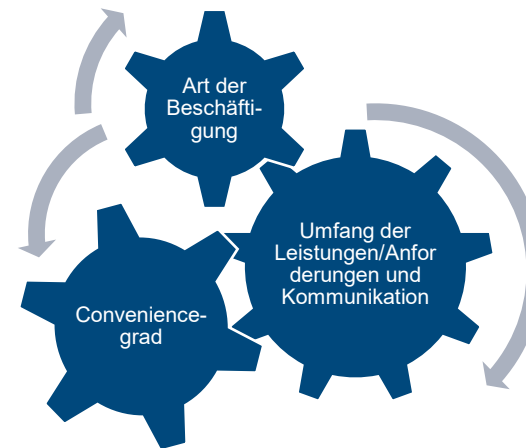 Art der
Beschäfti-
gung
Umfang der
Leistungen/Anfor
derungen und
Kommunikation
Convenience-
grad